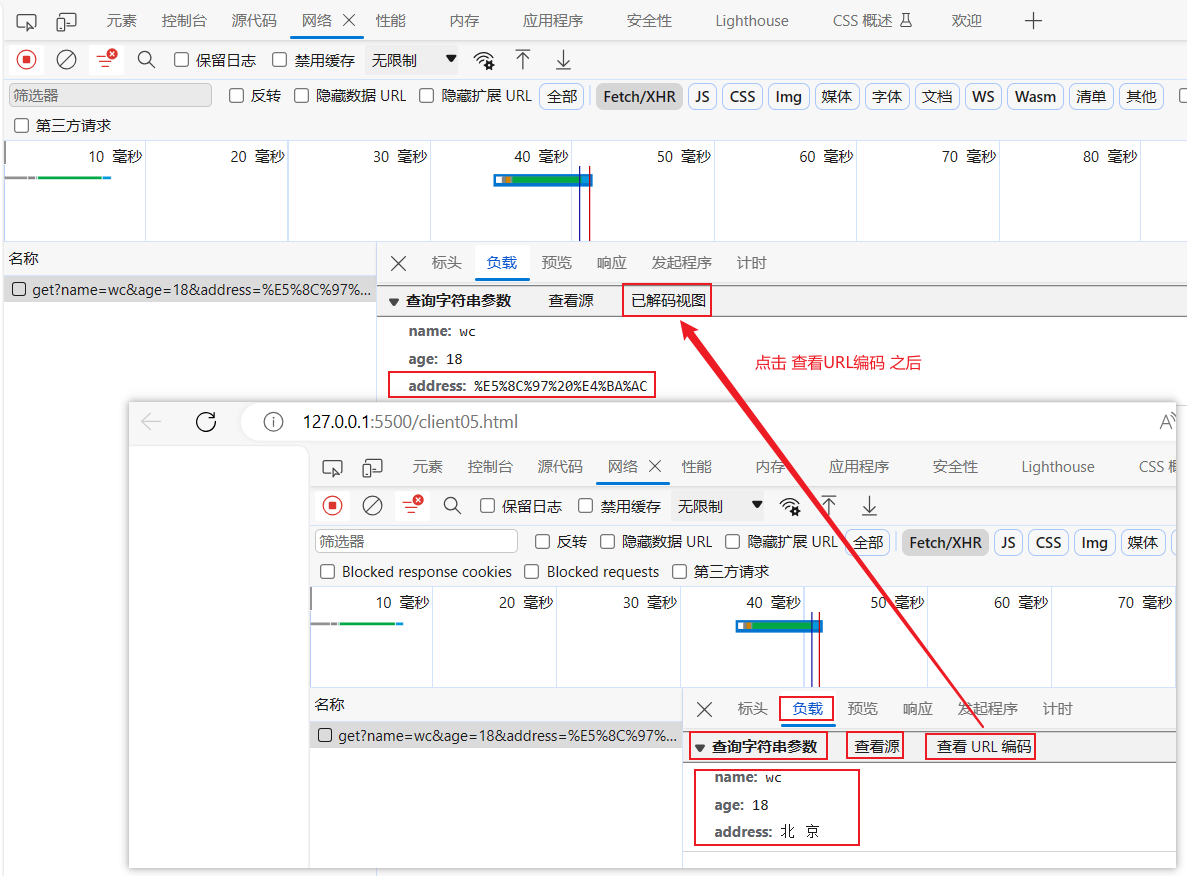 元素 控制台 源代码 网络 性能 内存 应用程序 安全性 Lighthouse CSS 概述 欢迎
保留日志 禁用缓存 无限制
筛选器 反转 隐藏数据 URL 隐藏扩展 URL 全部 Fetch/XHR JS CSS Img 媒体 字体 文档 WS Wasm 清单 其他
第三方请求
10 毫秒 20 毫秒 30 毫秒 40 毫秒 50 毫秒 60 毫秒 70 毫秒 80 毫秒
名称 标头 负载 预览 响应 发起程序 计时
get?name=wc&age=18&address=%E5%8C%97%...
查询字符串参数 查看源 已解码视图
name: wc
age: 18
address: %E5%8C%97%20%E4%BA%AC
点击 查看URL编码 之后
127.0.0.1:5500/client05.html A
元素 控制台 源代码 网络 性能 内存 应用程序 安全性 Lighthouse CSS
保留日志 禁用缓存 无限制
筛选器 反转 隐藏数据 URL 隐藏扩展 URL 全部 Fetch/XHR JS CSS Img 媒体
Blocked response cookies Blocked requests 第三方请求
10 毫秒 20 毫秒 30 毫秒 40 毫秒 50 毫秒 60 毫秒 70 毫秒
名称 标头 负载 预览 响应 发起程序 计时
get?name=wc&age=18&address=%E5%8C%97%...
查询字符串参数 查看源 查看 URL 编码
name: wc
age: 18
address: 北 京